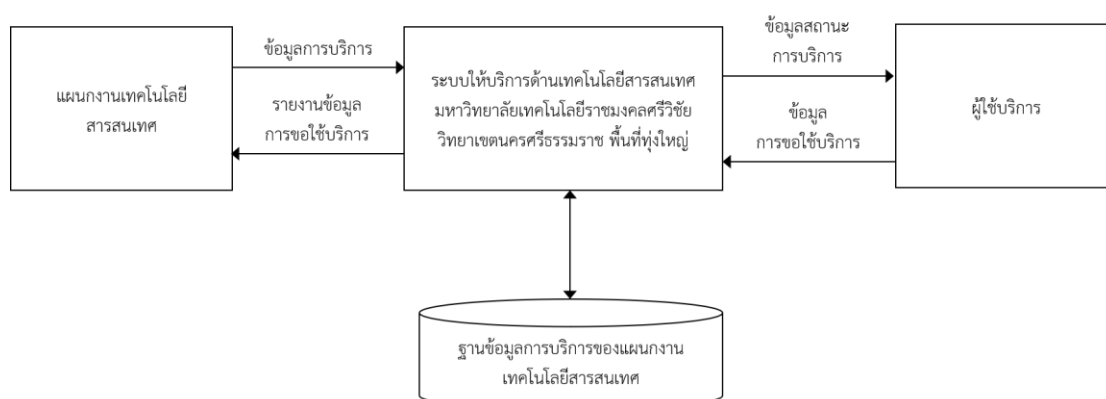 แผนกงานเทคโนโลยี
สารสนเทศ
ข้อมูลการบริการ
รายงานข้อมูล
การขอใช้บริการ
ระบบให้บริการด้านเทคโนโลยีสารสนเทศ
มหาวิทยาลัยเทคโนโลยีราชมงคลศรีวิชัย
วิทยาเขตนครศรีธรรมราช พื้นที่ทุ่งใหญ่
ข้อมูลสถานะ
การบริการ
ข้อมูล
การขอใช้บริการ
ผู้ใช้บริการ
ฐานข้อมูลการบริการของแผนกงาน
เทคโนโลยีสารสนเทศ